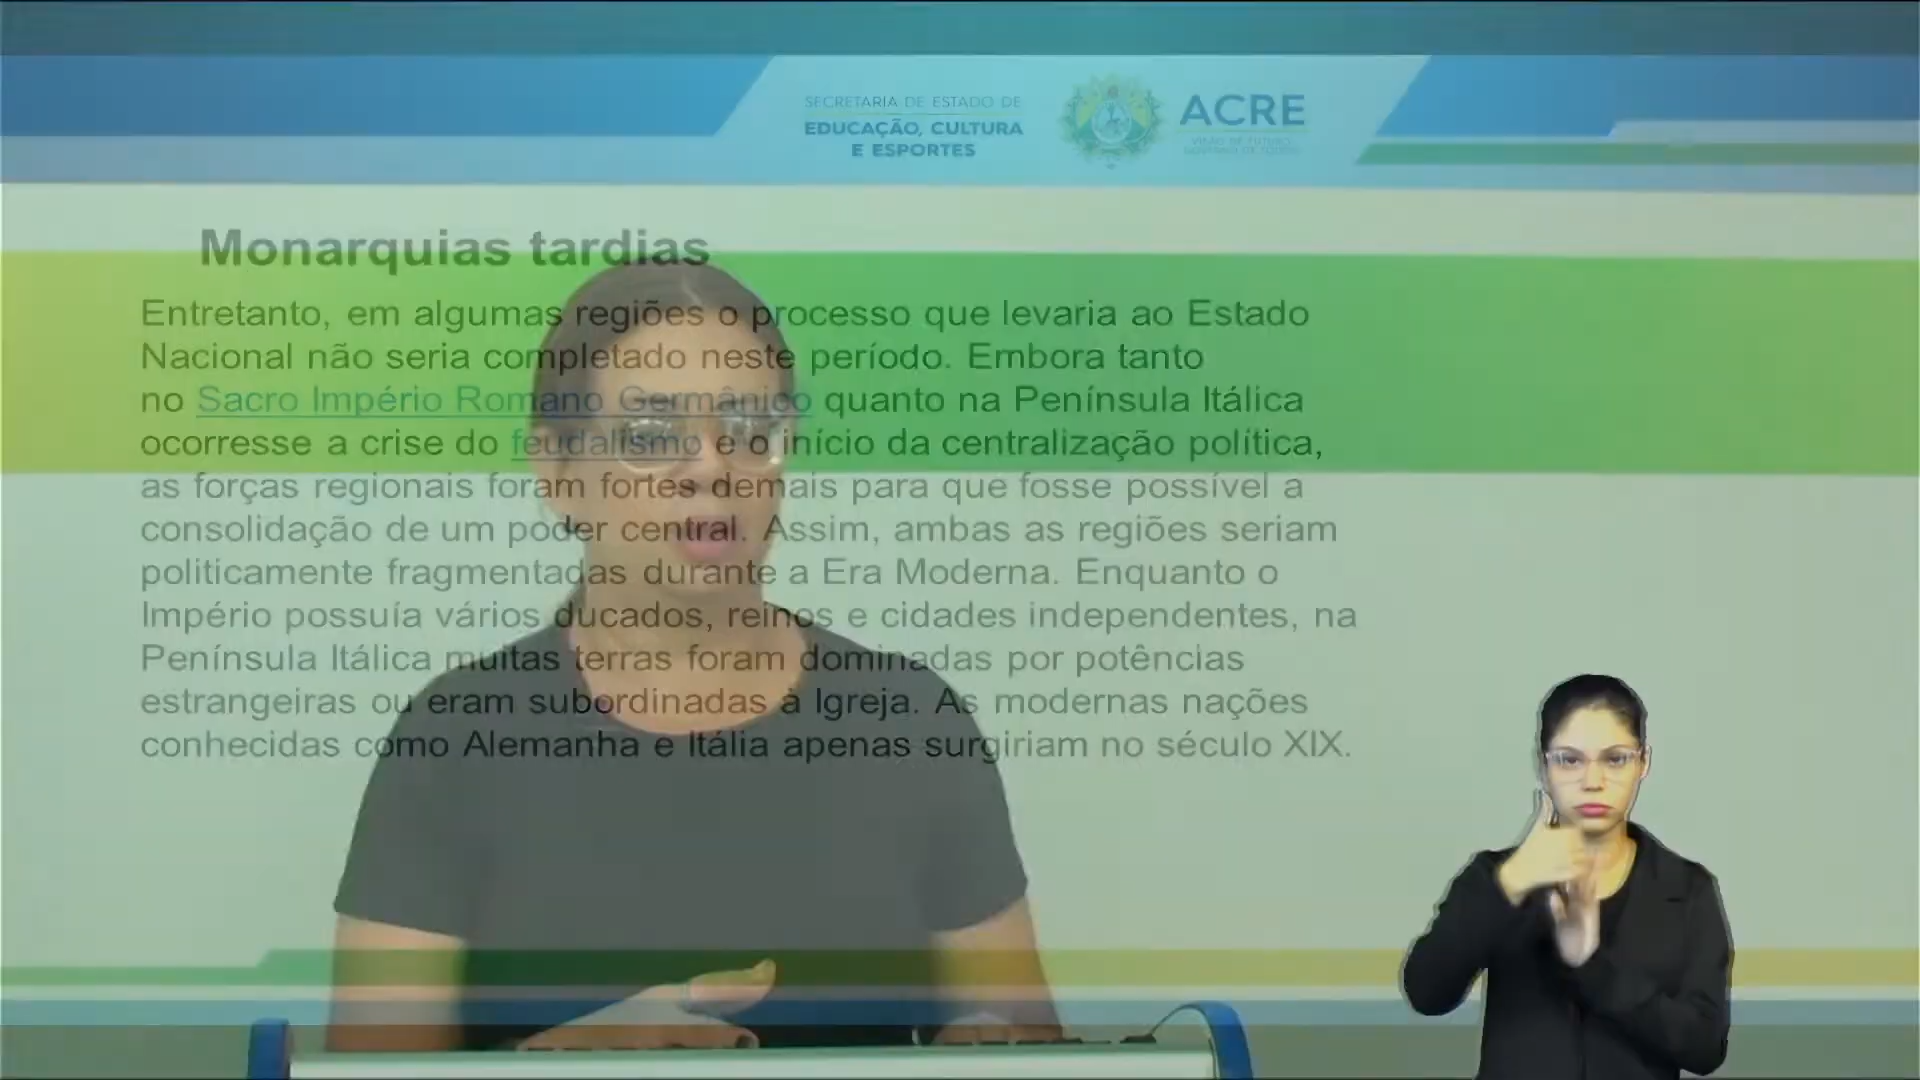 SECRETARIA DE ESTADO DE
EDUCAÇÃO, CULTURA
E ESPORTES
ACRE
Monarquias tardias
Entretanto, em algumas regiões o processo que levaria ao Estado
Nacional não seria completado neste período. Embora tanto
no Sacro Império Romano Germânico quanto na Península Itálica
ocorresse a crise do feudalismo e o início da centralização política,
as forças regionais foram fortes demais para que fosse possível a
consolidação de um poder central. Assim, ambas as regiões seriam
politicamente fragmentadas durante a Era Moderna. Enquanto o
Império possuía vários ducados, reinos e cidades independentes, na
Península Itálica muitas terras foram dominadas por potências
estrangeiras ou eram subordinadas à Igreja. As modernas nações
conhecidas como Alemanha e Itália apenas surgiriam no século XIX.